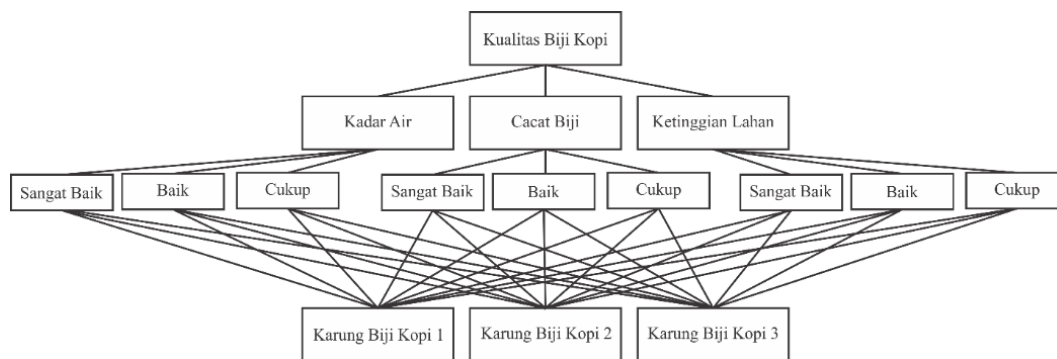 Kualitas Biji Kopi
Kadar Air
Cacat Biji
Ketinggian Lahan
Sangat Baik
Baik
Cukup
Sangat Baik
Baik
Cukup
Sangat Baik
Baik
Cukup
Karung Biji Kopi 1
Karung Biji Kopi 2
Karung Biji Kopi 3